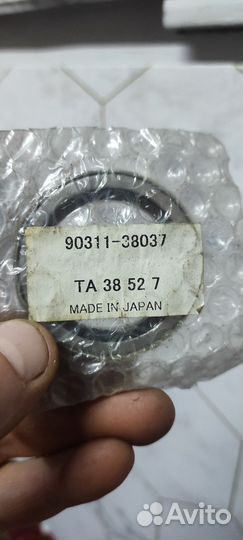 90311-38037
TA 38 52 7
MADE IN JAPAN
Avito